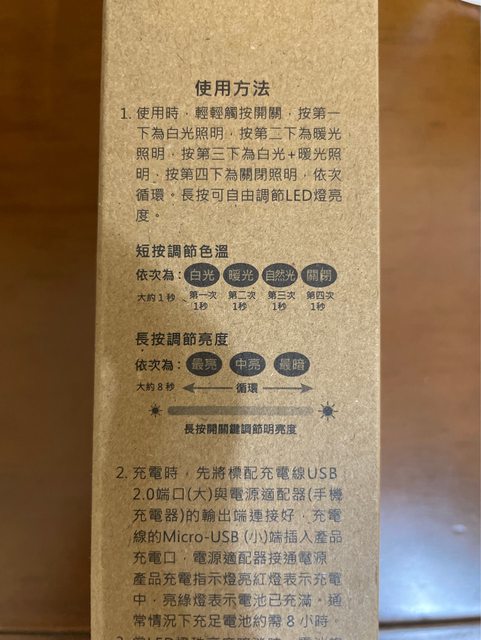 使用方法
1. 使用時，輕輕觸按開關，按第一
下為白光照明，按第二下為暖光
照明，按第三下為白光+暖光照
明，按第四下為關閉照明，依次
循環。長按可自由調節LED燈亮
度。
短按調節色溫
依次為：白光 暖光 自然光 關閉
大約1秒 第一次 第二次 第三次 第四次
1秒 1秒 1秒 1秒
長按調節亮度
依次為：最亮 中亮 最暗
大約8秒 循環
長按開關鍵調節明亮度
2. 充電時，先將標配充電線USB
2.0端口(大)與電源適配器(手機
充電器)的輸出端連接好，充電
線的Micro-USB (小)端插入產品
充電口，電源適配器接通電源
產品充電指示燈亮紅燈表示充電
中，亮綠燈表示電池已充滿。通
常情況下充足電池約需8小時。